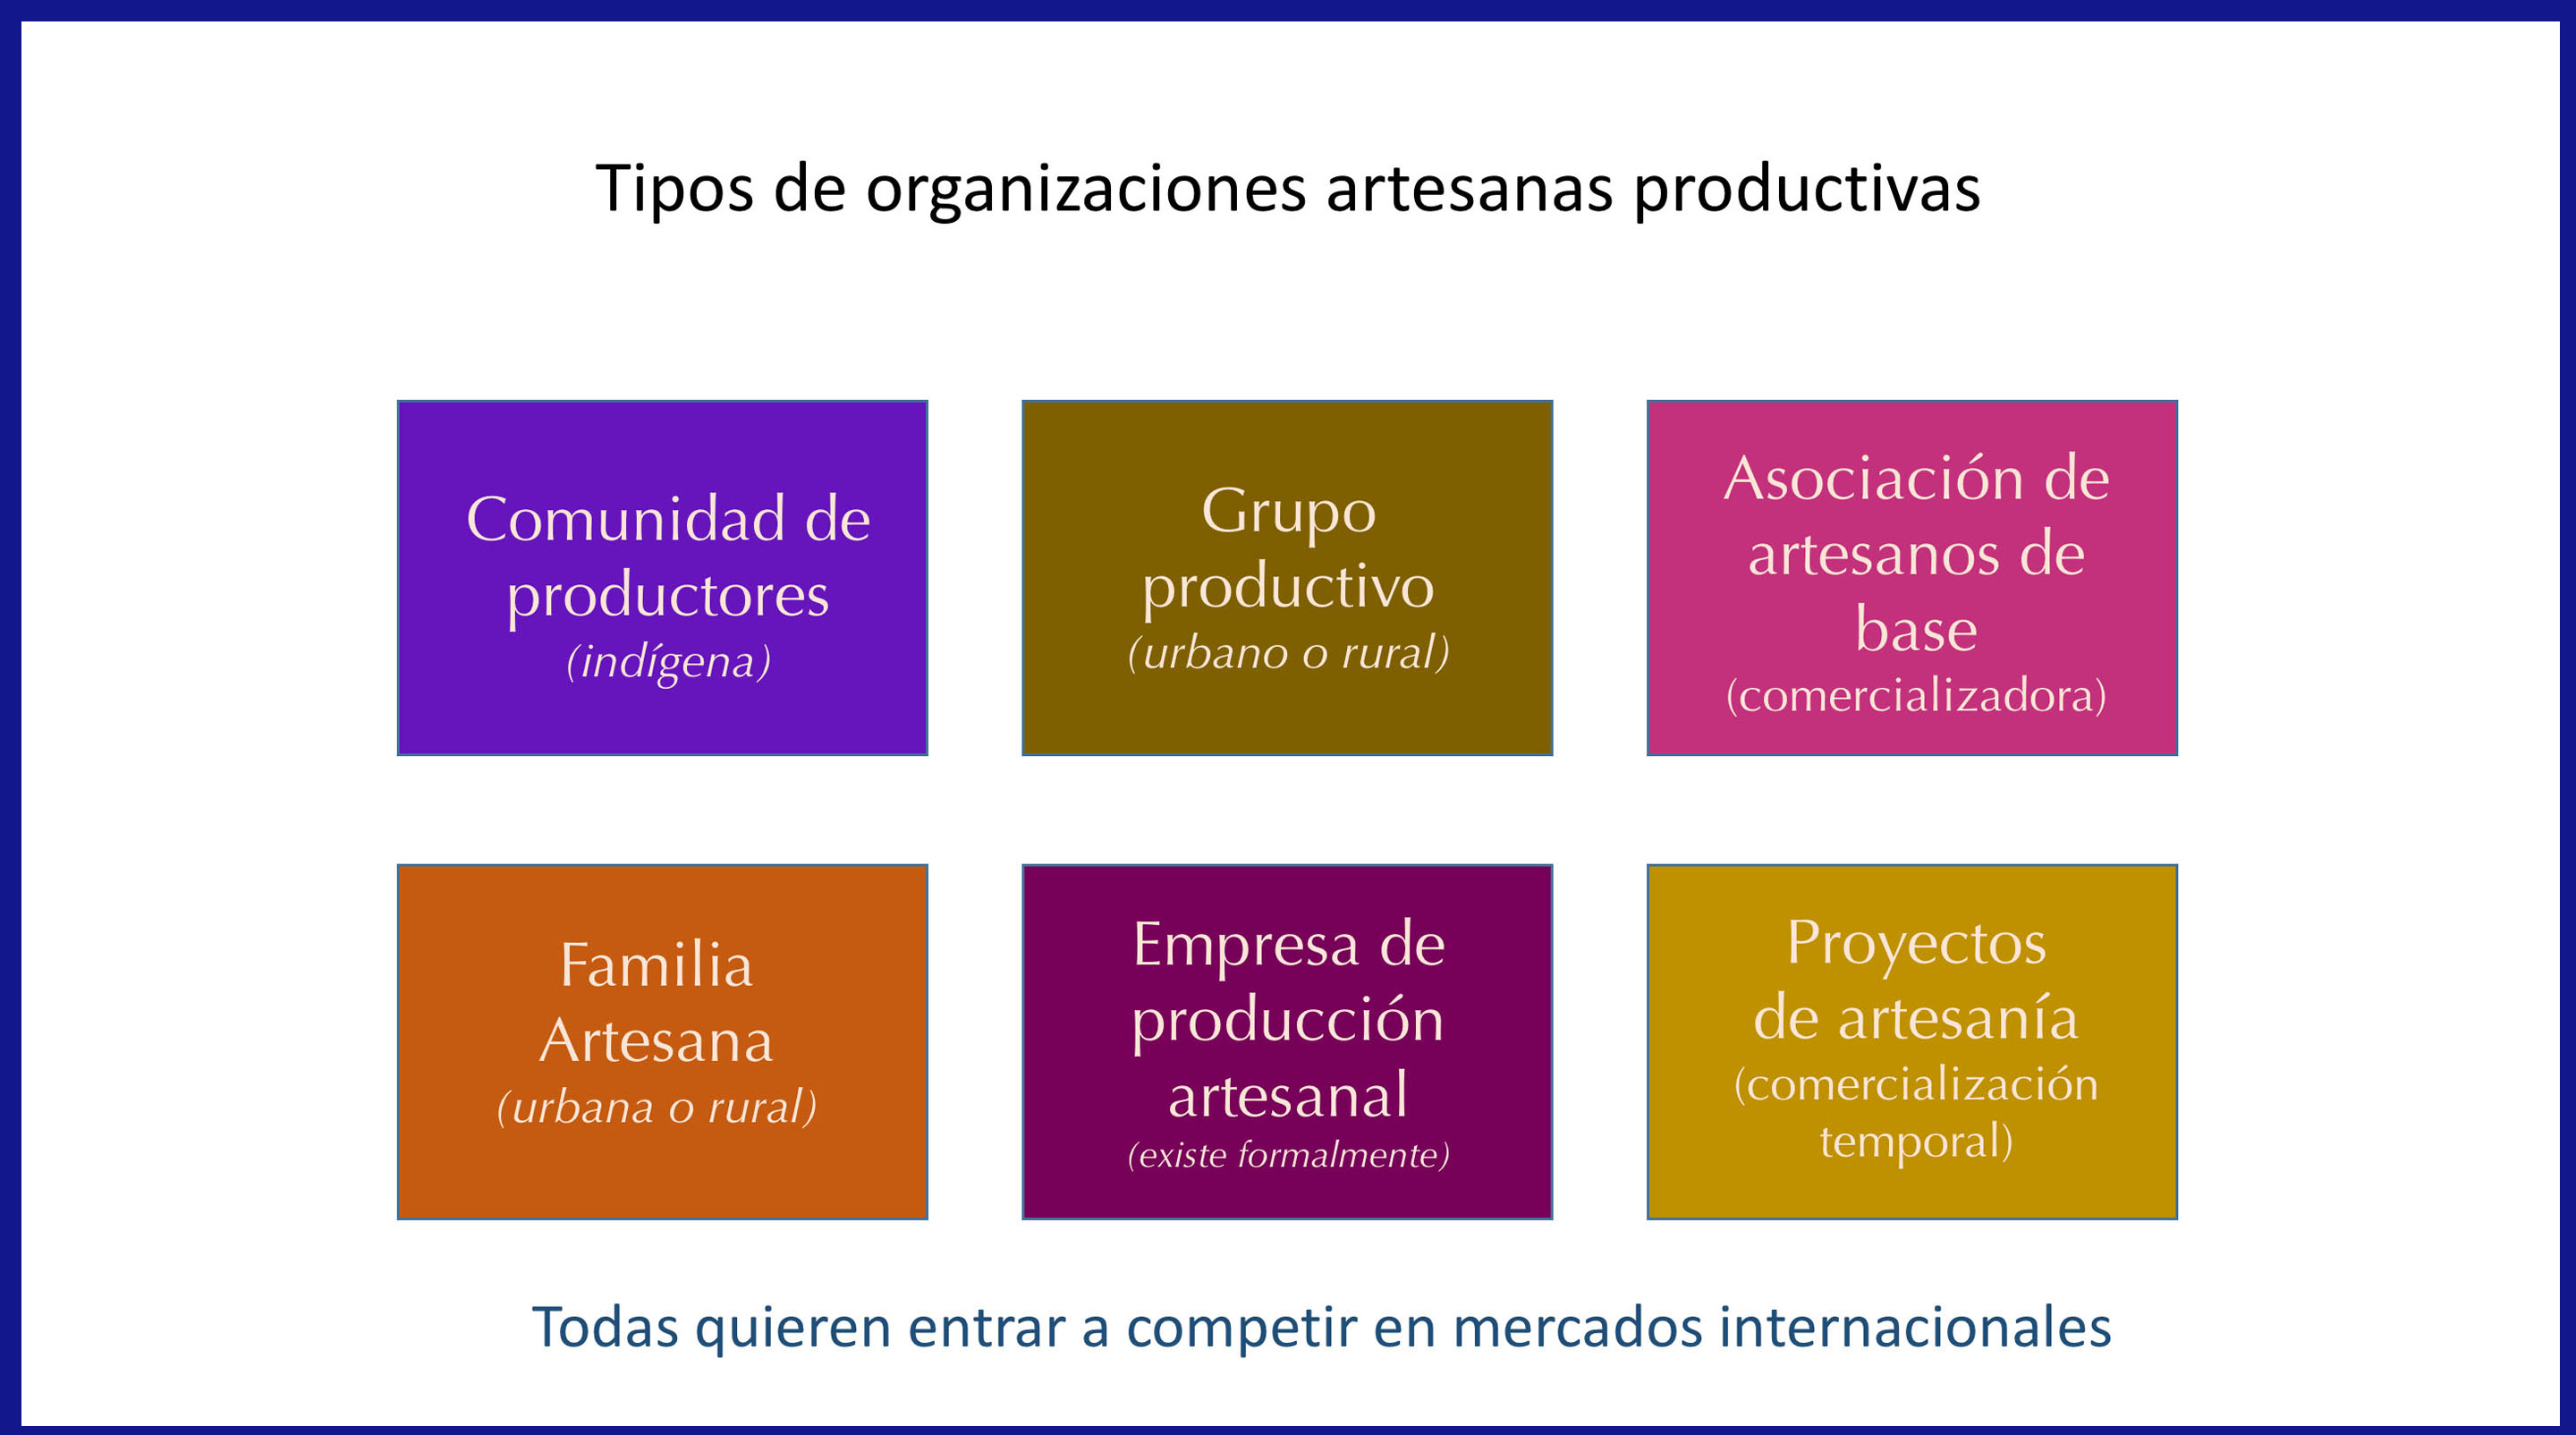 Tipos de organizaciones artesanas productivas
Comunidad de
productores
(indígena)
Grupo
productivo
(urbano o rural)
Asociación de
artesanos de
base
(comercializadora)
Familia
Artesana
(urbana o rural)
Empresa de
producción
artesanal
(existe formalmente)
Proyectos
de artesanía
(comercialización
temporal)
Todas quieren entrar a competir en mercados internacionales